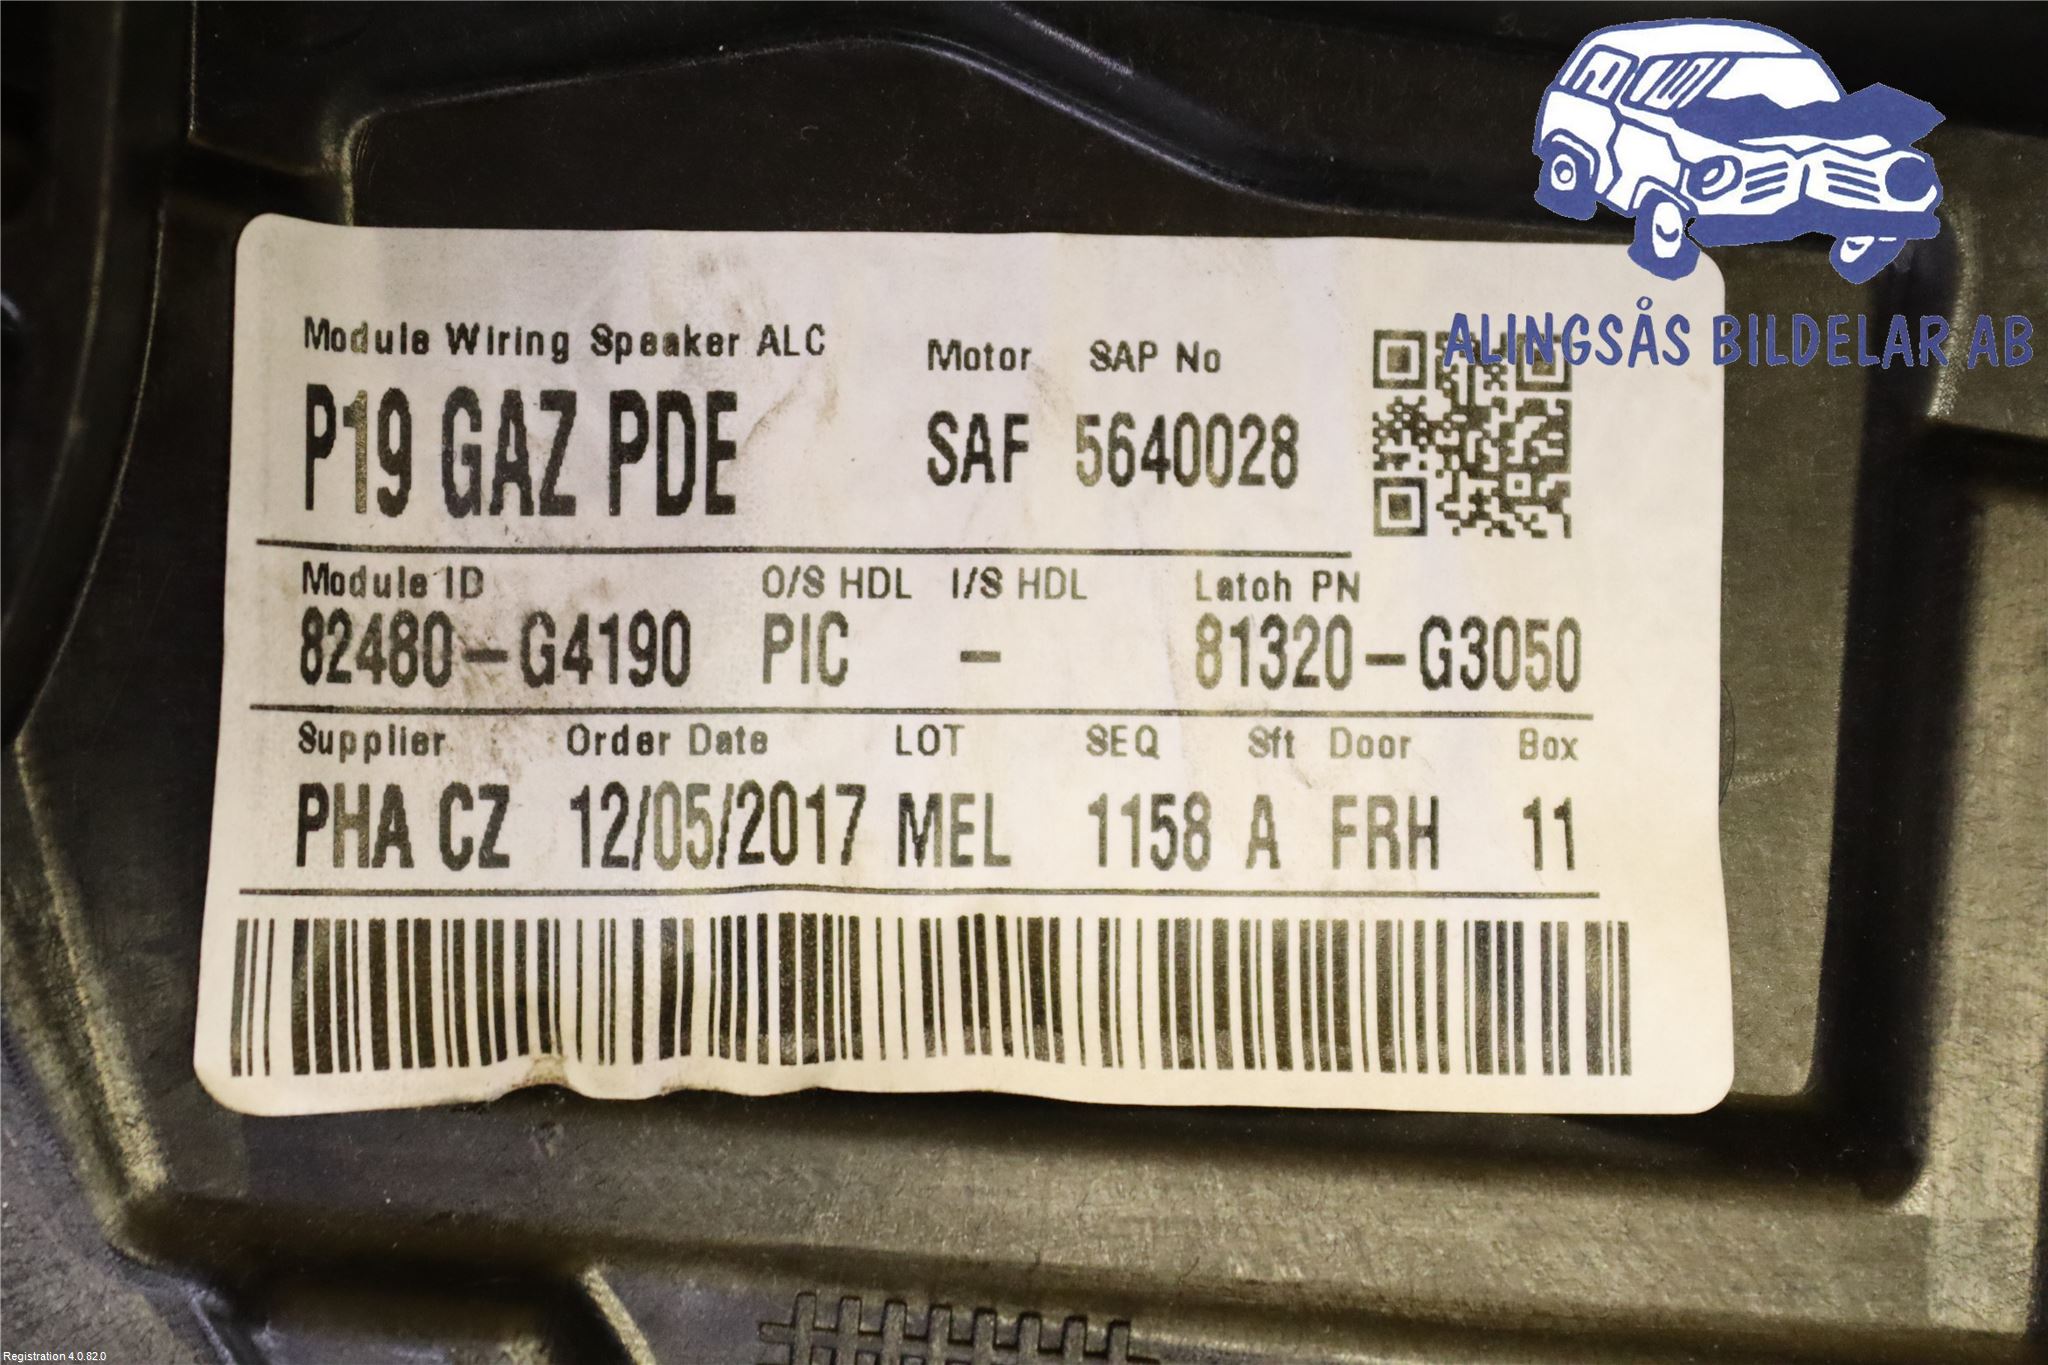 ALINGSÅS BILDELAR AB
Module Wiring Speaker ALC Motor SAP No
P19 GAZ PDE SAF 5640028
Module ID O/S HDL I/S HDL Latch PN
82480-G4190 PIC - 81320-G3050
Supplier Order Date LOT SEQ Sft Door Box
PHA CZ 12/05/2017 MEL 1158 A FRH 11
Registration 4.0.82.0